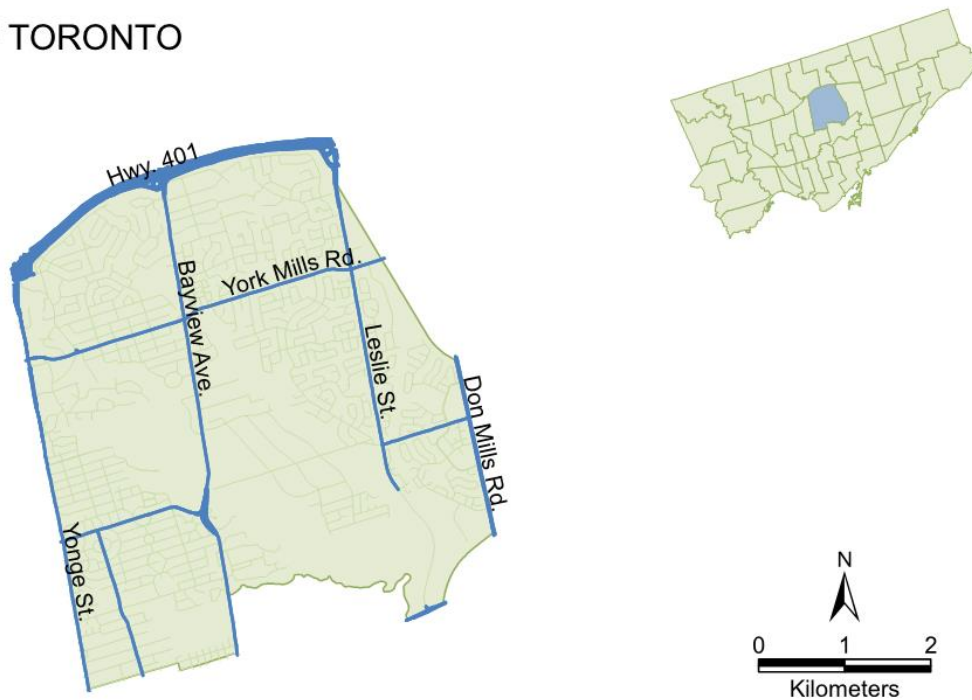 TORONTO
Hwy. 401
York Mills Rd.
Bayview Ave.
Leslie St.
Don Mills Rd.
Yonge St.
N
0 1 2
Kilometers